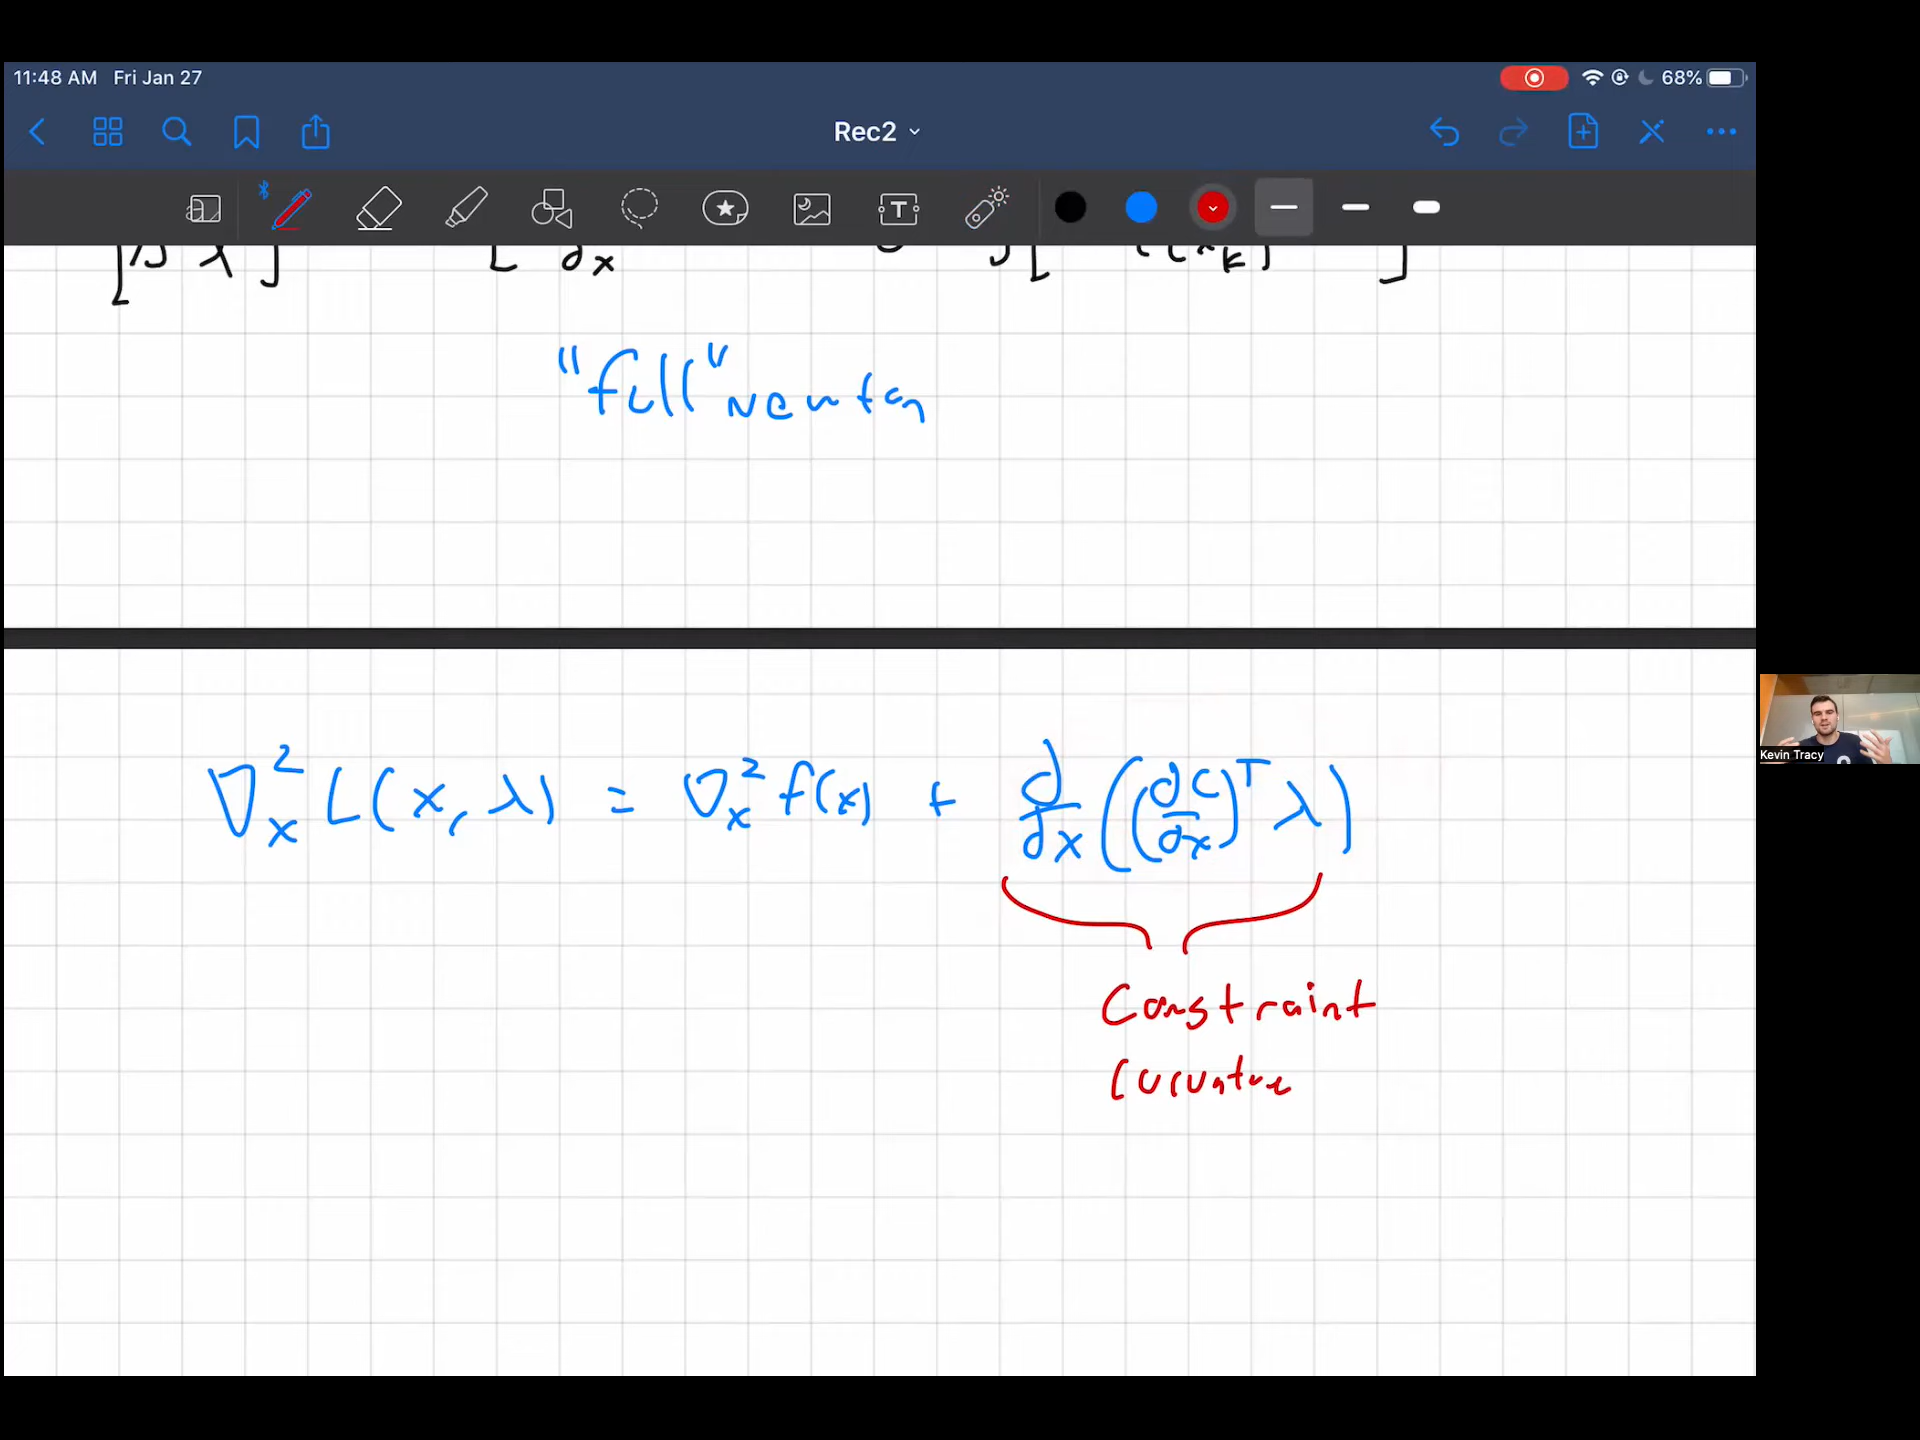 11:48 AM Fri Jan 27
68%
Rec2
"full" Newton
∇²ₓ L(x, λ) = ∇²ₓ f(x) + ∂/∂x ((∂c/∂x)ᵀ λ)
Constraint
Curvature
Kevin Tracy